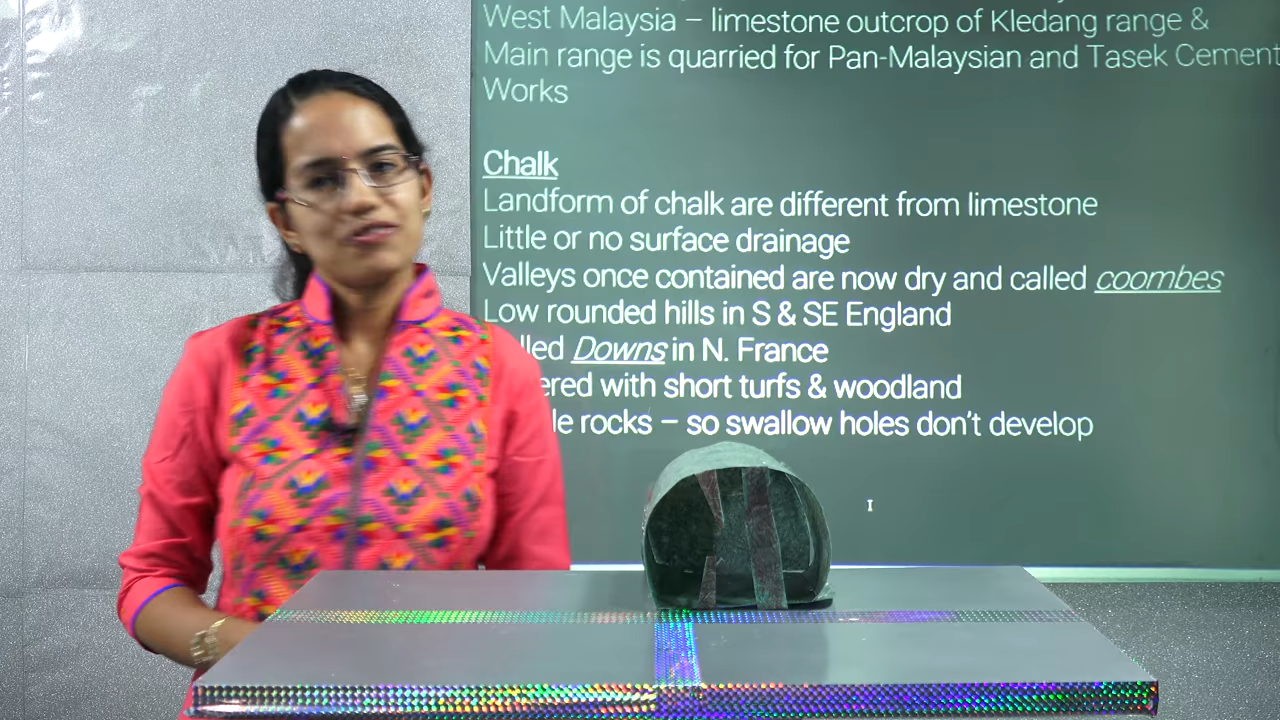 West Malaysia – limestone outcrop of Kledang range &
Main range is quarried for Pan-Malaysian and Tasek Cement
Works
Chalk
Landform of chalk are different from limestone
Little or no surface drainage
Valleys once contained are now dry and called coombes
Low rounded hills in S & SE England
lled Downs in N. France
ered with short turfs & woodland
le rocks – so swallow holes don't develop